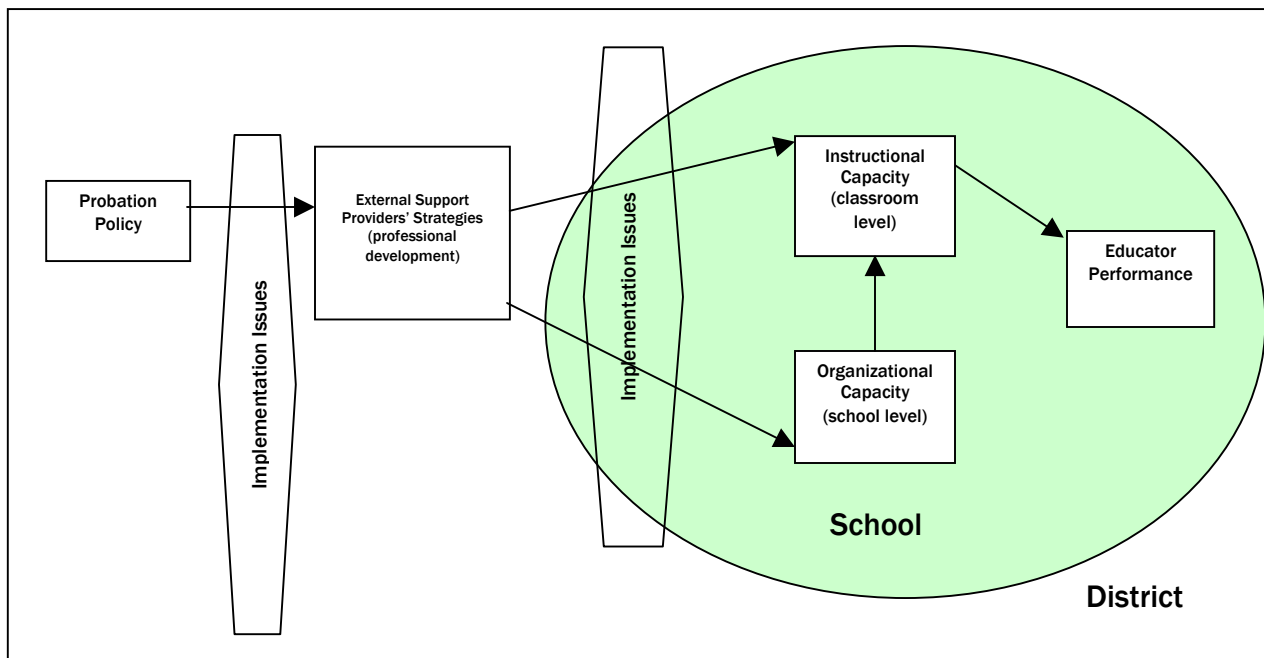 Probation
Policy
Implementation Issues
External Support
Providers' Strategies
(professional
development)
Implementation Issues
Instructional
Capacity
(classroom
level)
Educator
Performance
Organizational
Capacity
(school level)
School
District